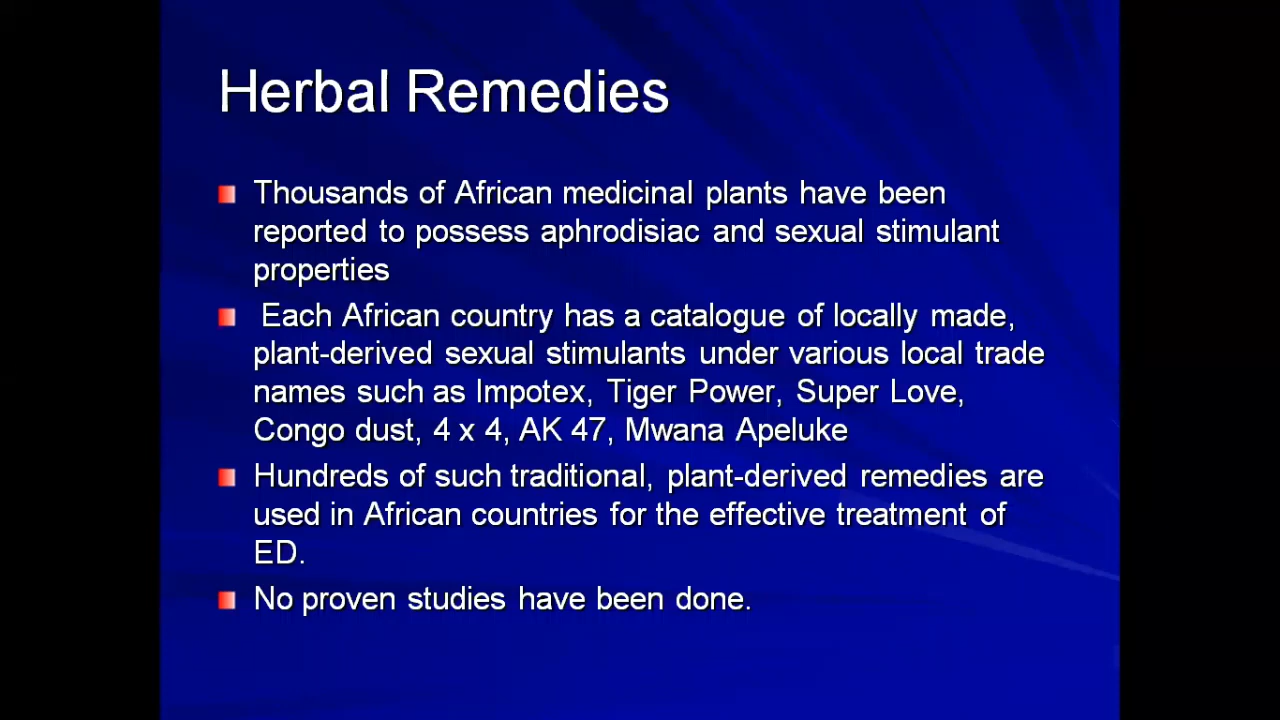 Herbal Remedies
Thousands of African medicinal plants have been
reported to possess aphrodisiac and sexual stimulant
properties
Each African country has a catalogue of locally made,
plant-derived sexual stimulants under various local trade
names such as Impotex, Tiger Power, Super Love,
Congo dust, 4 x 4, AK 47, Mwana Apeluke
Hundreds of such traditional, plant-derived remedies are
used in African countries for the effective treatment of
ED.
No proven studies have been done.